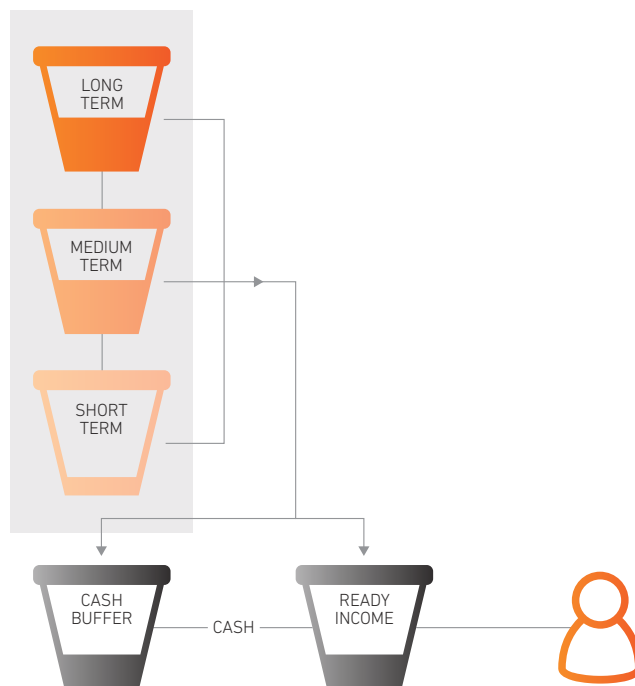 LONG
TERM
MEDIUM
TERM
SHORT
TERM
CASH
BUFFER
CASH
READY
INCOME